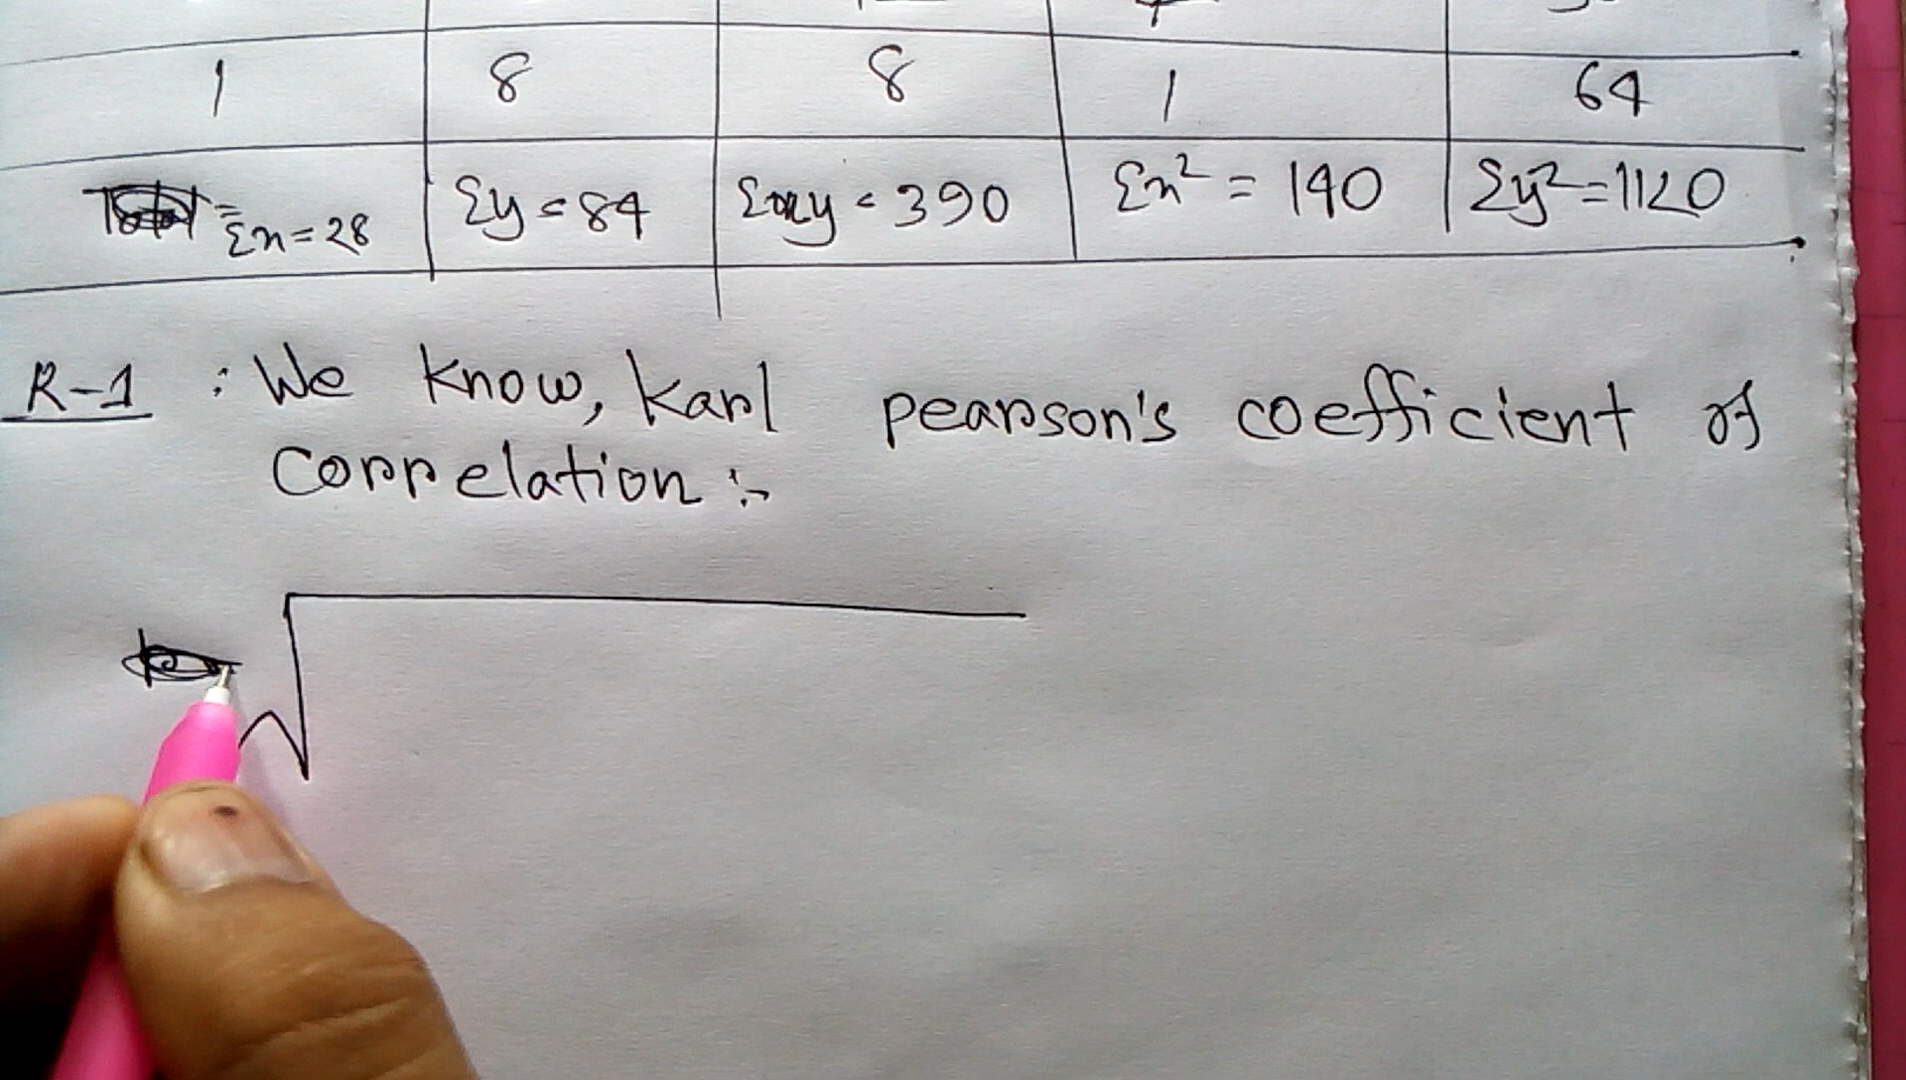 1 8 8 1 64
Σx=28 Σy=84 Σxy=390 Σx²=140 Σy²=1120
R-1 : We know, Karl pearson's coefficient of
correlation :-